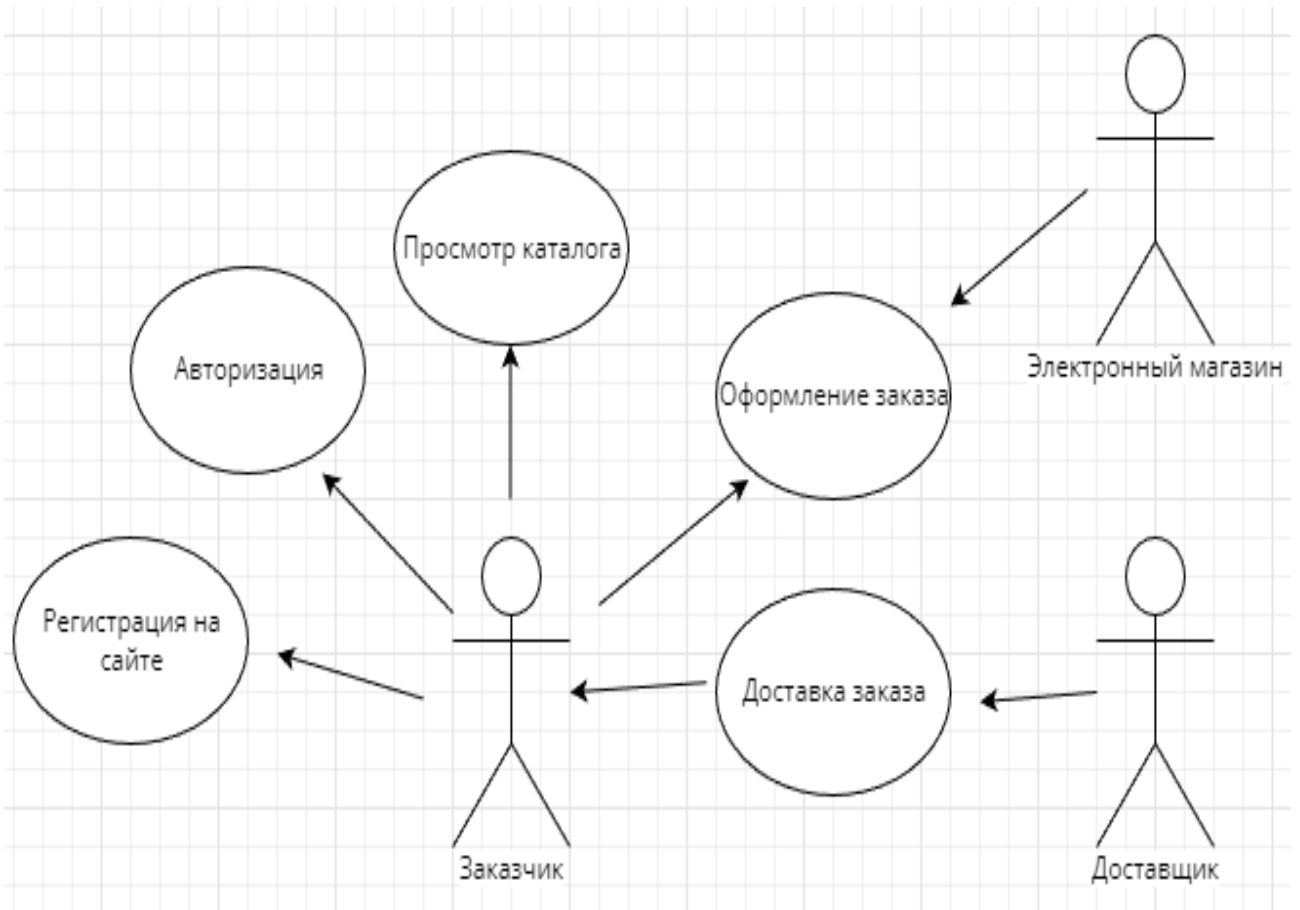 Просмотр каталога
Авторизация
Электронный магазин
Оформление заказа
Регистрация на
сайте
Доставка заказа
Заказчик
Доставщик